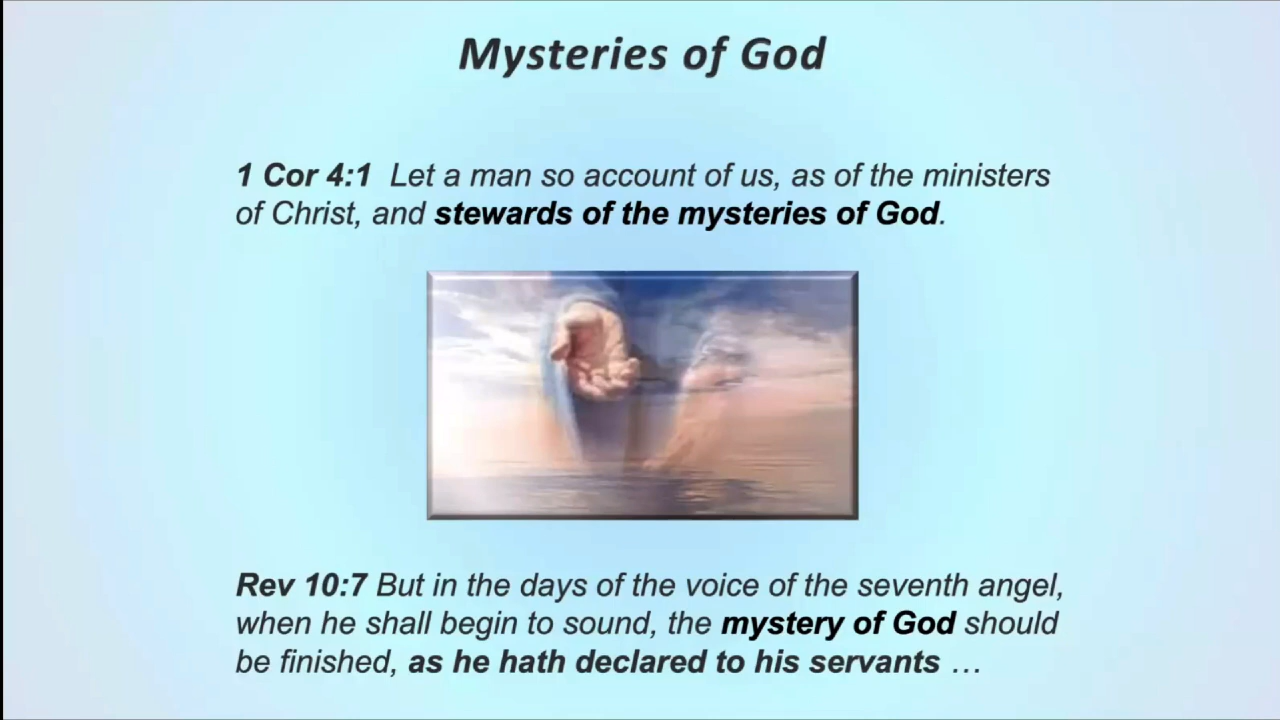 Mysteries of God
1 Cor 4:1 Let a man so account of us, as of the ministers
of Christ, and stewards of the mysteries of God.
Rev 10:7 But in the days of the voice of the seventh angel,
when he shall begin to sound, the mystery of God should
be finished, as he hath declared to his servants …